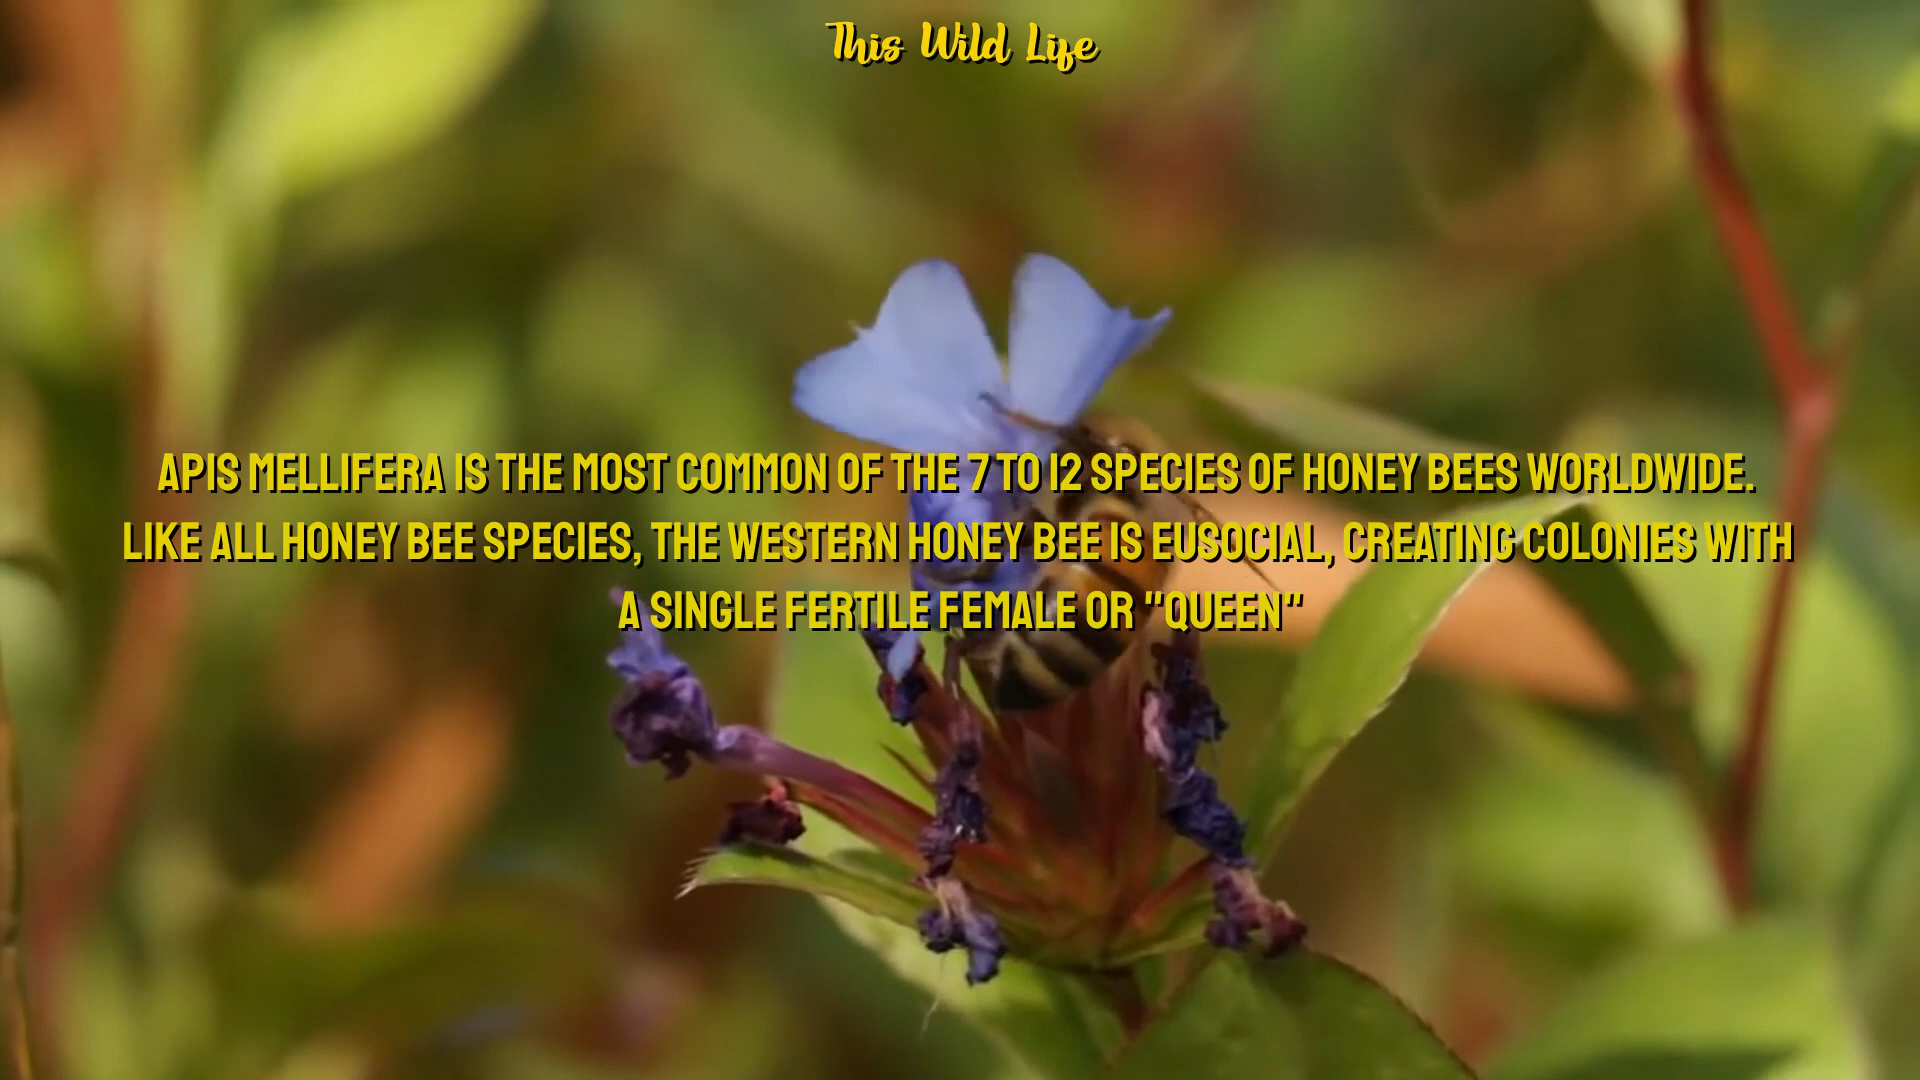 This Wild Life
APIS MELLIFERA IS THE MOST COMMON OF THE 7 TO 12 SPECIES OF HONEY BEES WORLDWIDE.
LIKE ALL HONEY BEE SPECIES, THE WESTERN HONEY BEE IS EUSOCIAL, CREATING COLONIES WITH
A SINGLE FERTILE FEMALE OR "QUEEN"